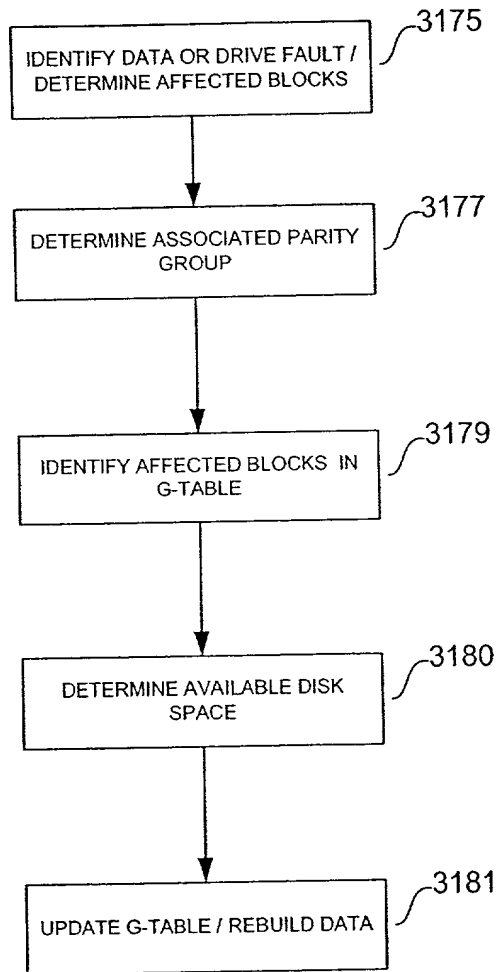 3175
IDENTIFY DATA OR DRIVE FAULT /
DETERMINE AFFECTED BLOCKS
3177
DETERMINE ASSOCIATED PARITY
GROUP
3179
IDENTIFY AFFECTED BLOCKS IN
G-TABLE
3180
DETERMINE AVAILABLE DISK
SPACE
3181
UPDATE G-TABLE / REBUILD DATA